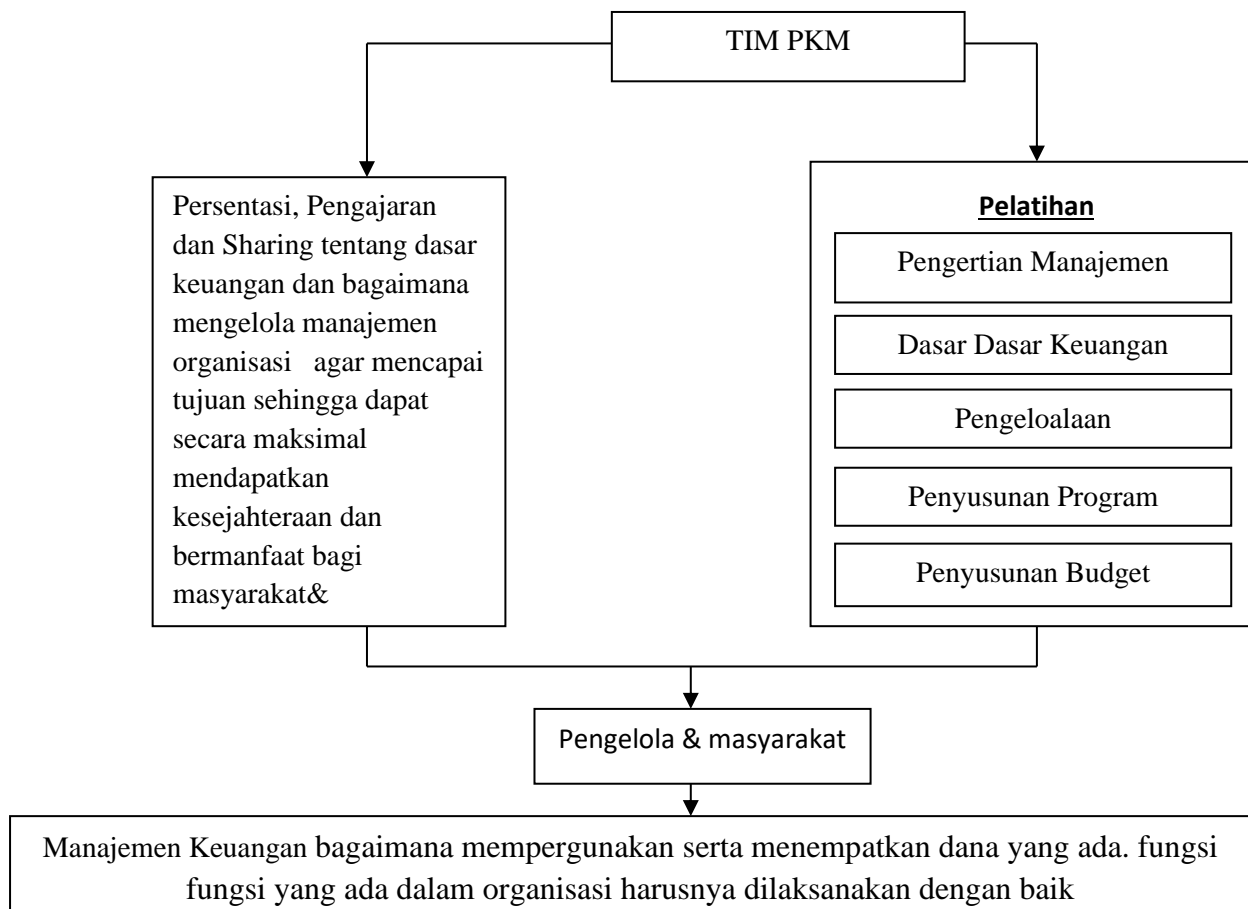 TIM PKM
Persentasi, Pengajaran
dan Sharing tentang dasar
keuangan dan bagaimana
mengelola manajemen
organisasi agar mencapai
tujuan sehingga dapat
secara maksimal
mendapatkan
kesejahteraan dan
bermanfaat bagi
masyarakat&
Pelatihan
Pengertian Manajemen
Dasar Dasar Keuangan
Pengeloalaan
Penyusunan Program
Penyusunan Budget
Pengelola & masyarakat
Manajemen Keuangan bagaimana mempergunakan serta menempatkan dana yang ada. fungsi
fungsi yang ada dalam organisasi harusnya dilaksanakan dengan baik